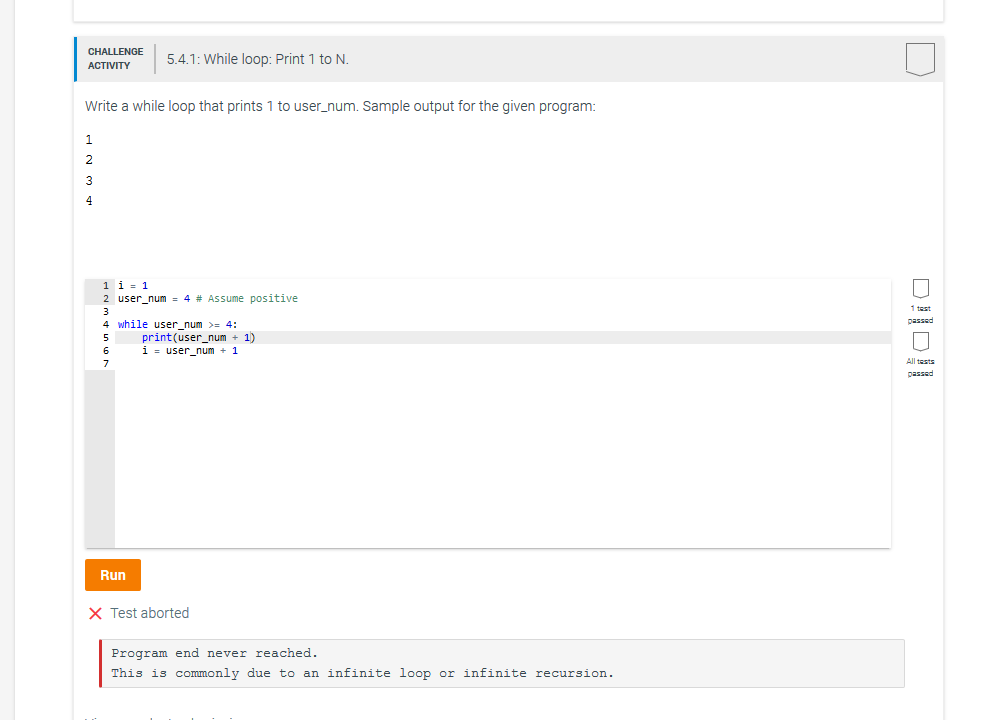 CHALLENGE
ACTIVITY
5.4.1: While loop: Print 1 to N.
Write a while loop that prints 1 to user_num. Sample output for the given program:
1
2
3
4
1 i = 1
2 user_num = 4 # Assume positive
3
4 while user_num >= 4:
5     print(user_num + 1)
6     i = user_num + 1
7
1 test
passed
All tests
passed
Run
Test aborted
Program end never reached.
This is commonly due to an infinite loop or infinite recursion.